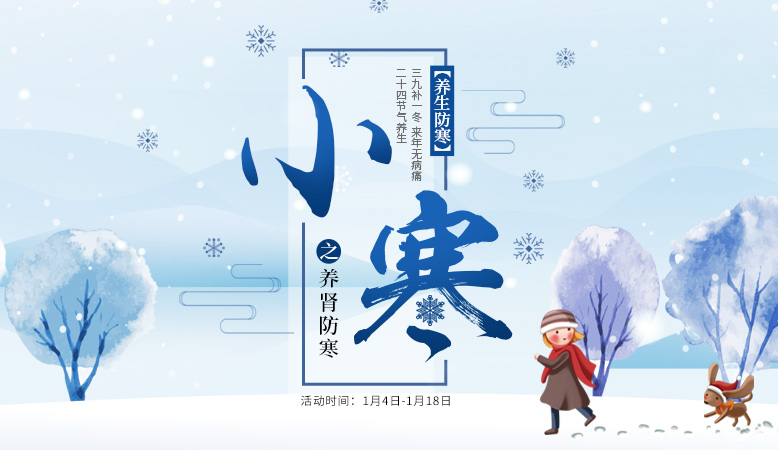 小寒
之养肾防寒
【养生防寒】
三九补一冬 来年无病痛
二十四节气养生
活动时间：1月4日-1月18日